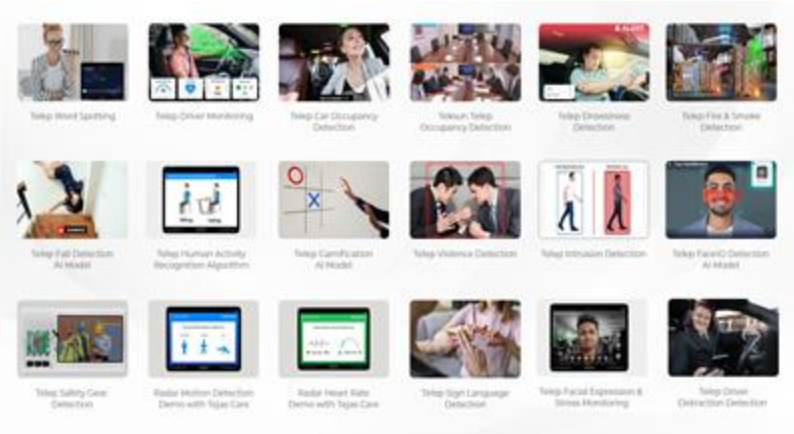 Telep Word Spotting
Telep Driver Monitoring
Telep Car Occupancy
Detection
Teksun Telep
Occupancy Detection
Telep Drowsiness
Detection
Telep Fire & Smoke
Detection
ALERT
Telep Fall Detection
AI Model
Telep Human Activity
Recognition Algorithm
Telep Gamification
AI Model
Telep Violence Detection
Telep Intrusion Detection
Telep FaceID Detection
AI Model
Telep Safety Gear
Detection
Radar Motion Detection
Demo with Tejas Care
Radar Heart Rate
Demo with Tejas Care
Telep Sign Language
Detection
Telep Facial Expression &
Stress Monitoring
Telep Driver
Distraction Detection